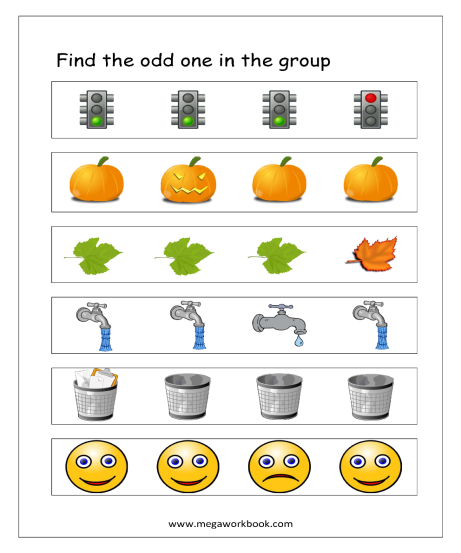 Find the odd one in the group
www.megaworkbook.com